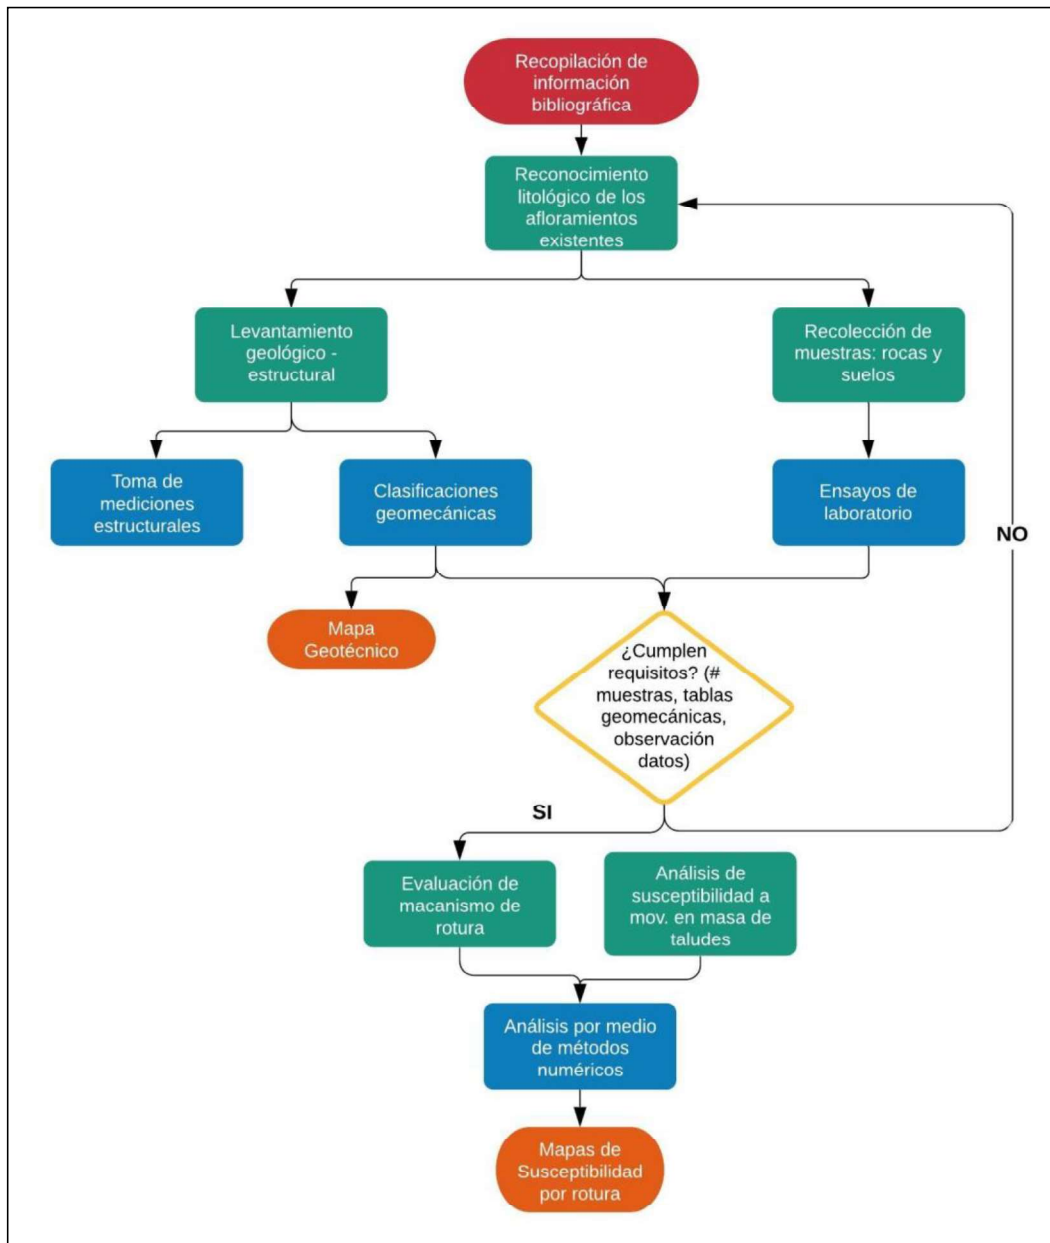 Recopilación de
información
bibliográfica
Reconocimiento
litológico de los
afloramientos
existentes
Levantamiento
geológico -
estructural
Recolección de
muestras: rocas y
suelos
Toma de
mediciones
estructurales
Clasificaciones
geomecánicas
Ensayos de
laboratorio
NO
Mapa
Geotécnico
¿Cumplen
requisitos? (#
muestras, tablas
geomecánicas,
observación
datos)
SI
Evaluación de
macanismo de
rotura
Análisis de
susceptibilidad a
mov. en masa de
taludes
Análisis por medio
de métodos
numéricos
Mapas de
Susceptibilidad
por rotura